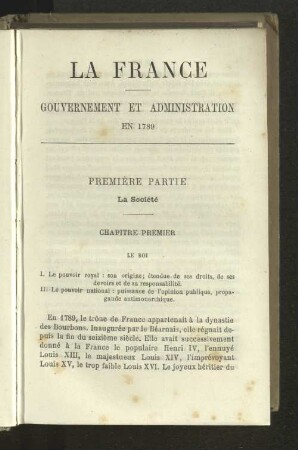 LA FRANCE
GOUVERNEMENT ET ADMINISTRATION
EN 1789
PREMIÈRE PARTIE
La Société
CHAPITRE PREMIER
LE ROI
I. Le pouvoir royal : son origine; étendue de ses droits, de ses
devoirs et de sa responsabilité.
II. Le pouvoir national : puissance de l'opinion publique, propa-
gande antimonarchique.
En 1789, le trône de France appartenait à la dynastie
des Bourbons. Inaugurée par le Béarnais, elle régnait de-
puis la fin du seizième siècle. Elle avait successivement
donné à la France le populaire Henri IV, l'ennuyé
Louis XIII, le majestueux Louis XIV, l'imprévoyant
Louis XV, le trop faible Louis XVI. Le joyeux héritier du